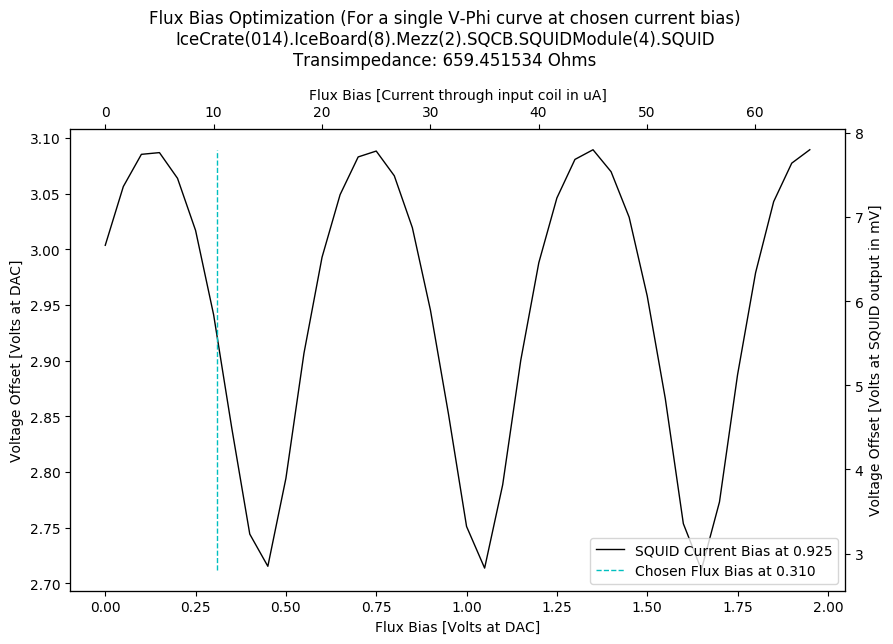 Flux Bias Optimization (For a single V-Phi curve at chosen current bias)
IceCrate(014).IceBoard(8).Mezz(2).SQCB.SQUIDModule(4).SQUID
Transimpedance: 659.451534 Ohms
Flux Bias [Current through input coil in uA]
0 10 20 30 40 50 60
3.10
3.05
3.00
2.95
2.90
2.85
2.80
2.75
2.70
Voltage Offset [Volts at DAC]
8
7
6
5
4
3
Voltage Offset [Volts at SQUID output in mV]
SQUID Current Bias at 0.925
Chosen Flux Bias at 0.310
0.00 0.25 0.50 0.75 1.00 1.25 1.50 1.75 2.00
Flux Bias [Volts at DAC]